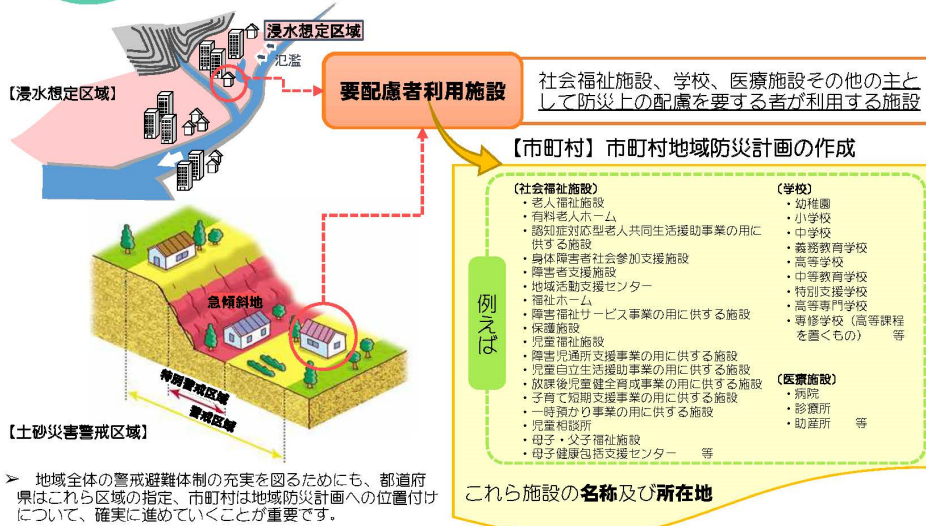 浸水想定区域
氾濫
【浸水想定区域】
要配慮者利用施設
社会福祉施設、学校、医療施設その他の主と
して防災上の配慮を要する者が利用する施設
【市町村】市町村地域防災計画の作成
例えば
(社会福祉施設)
・老人福祉施設
・有料老人ホーム
・認知症対応型老人共同生活援助事業の用に
供する施設
・身体障害者社会参加支援施設
・障害者支援施設
・地域活動支援センター
・福祉ホーム
・障害福祉サービス事業の用に供する施設
・保護施設
・児童福祉施設
・障害児通所支援事業の用に供する施設
・児童自立生活援助事業の用に供する施設
・放課後児童健全育成事業の用に供する施設
・子育て短期支援事業の用に供する施設
・一時預かり事業の用に供する施設
・児童相談所
・母子・父子福祉施設
・母子健康包括支援センター 等
(学校)
・幼稚園
・小学校
・中学校
・義務教育学校
・高等学校
・中等教育学校
・特別支援学校
・高等専門学校
・専修学校（高等課程
を置くもの） 等
(医療施設)
・病院
・診療所
・助産所 等
これら施設の名称及び所在地
急傾斜地
特別警戒区域
警戒区域
【土砂災害警戒区域】
➢ 地域全体の警戒避難体制の充実を図るためにも、都道府
県はこれら区域の指定、市町村は地域防災計画への位置付け
について、確実に進めていくことが重要です。